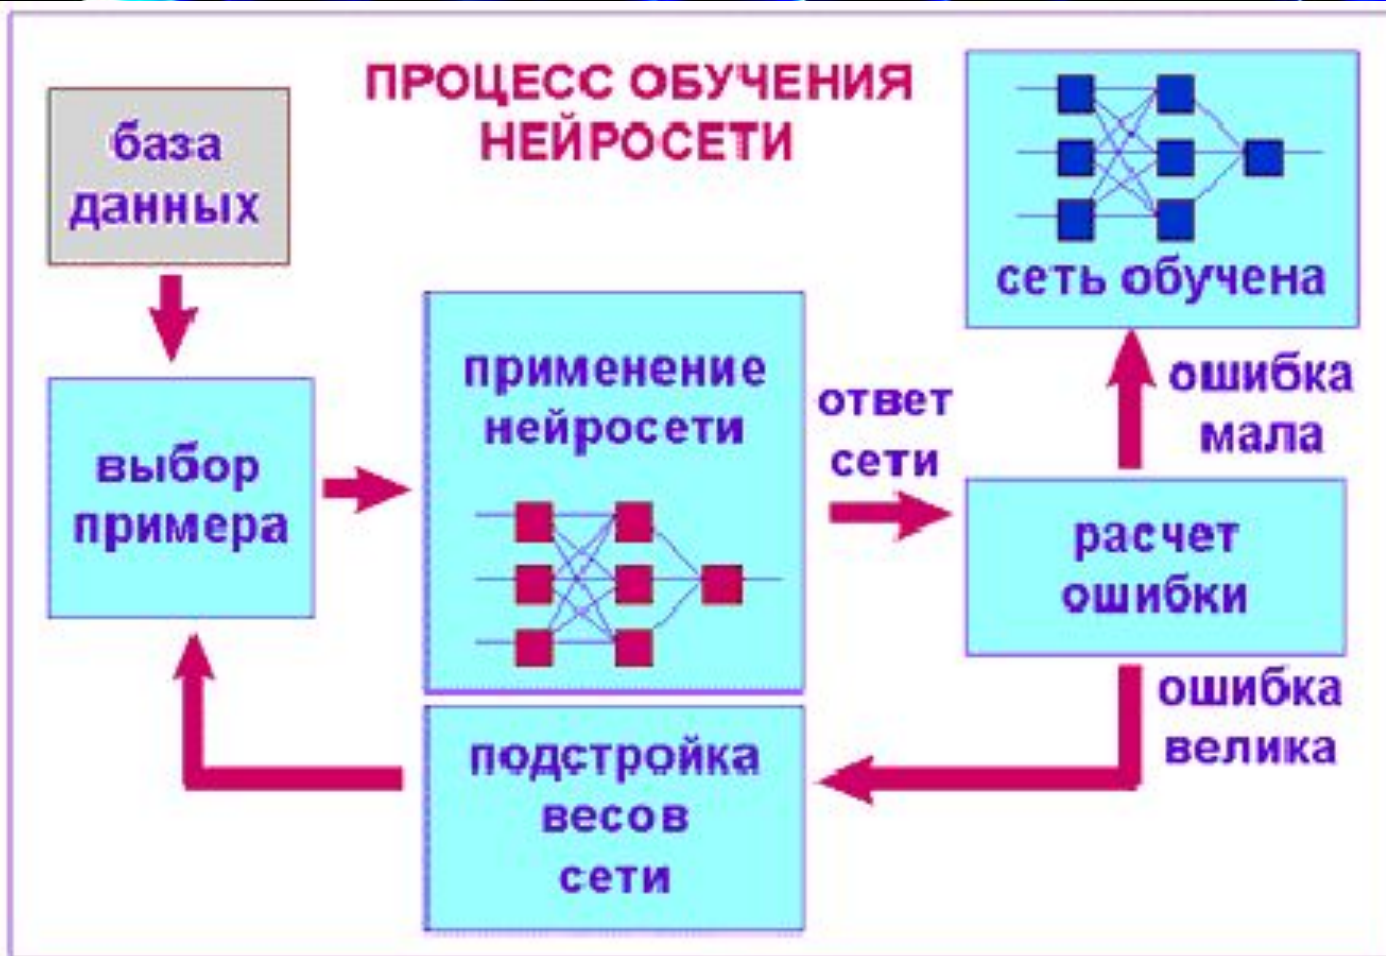 ПРОЦЕСС ОБУЧЕНИЯ
НЕЙРОСЕТИ
база
данных
выбор
примера
применение
нейросети
ответ
сети
расчет
ошибки
ошибка
мала
сеть обучена
ошибка
велика
подстройка
весов
сети